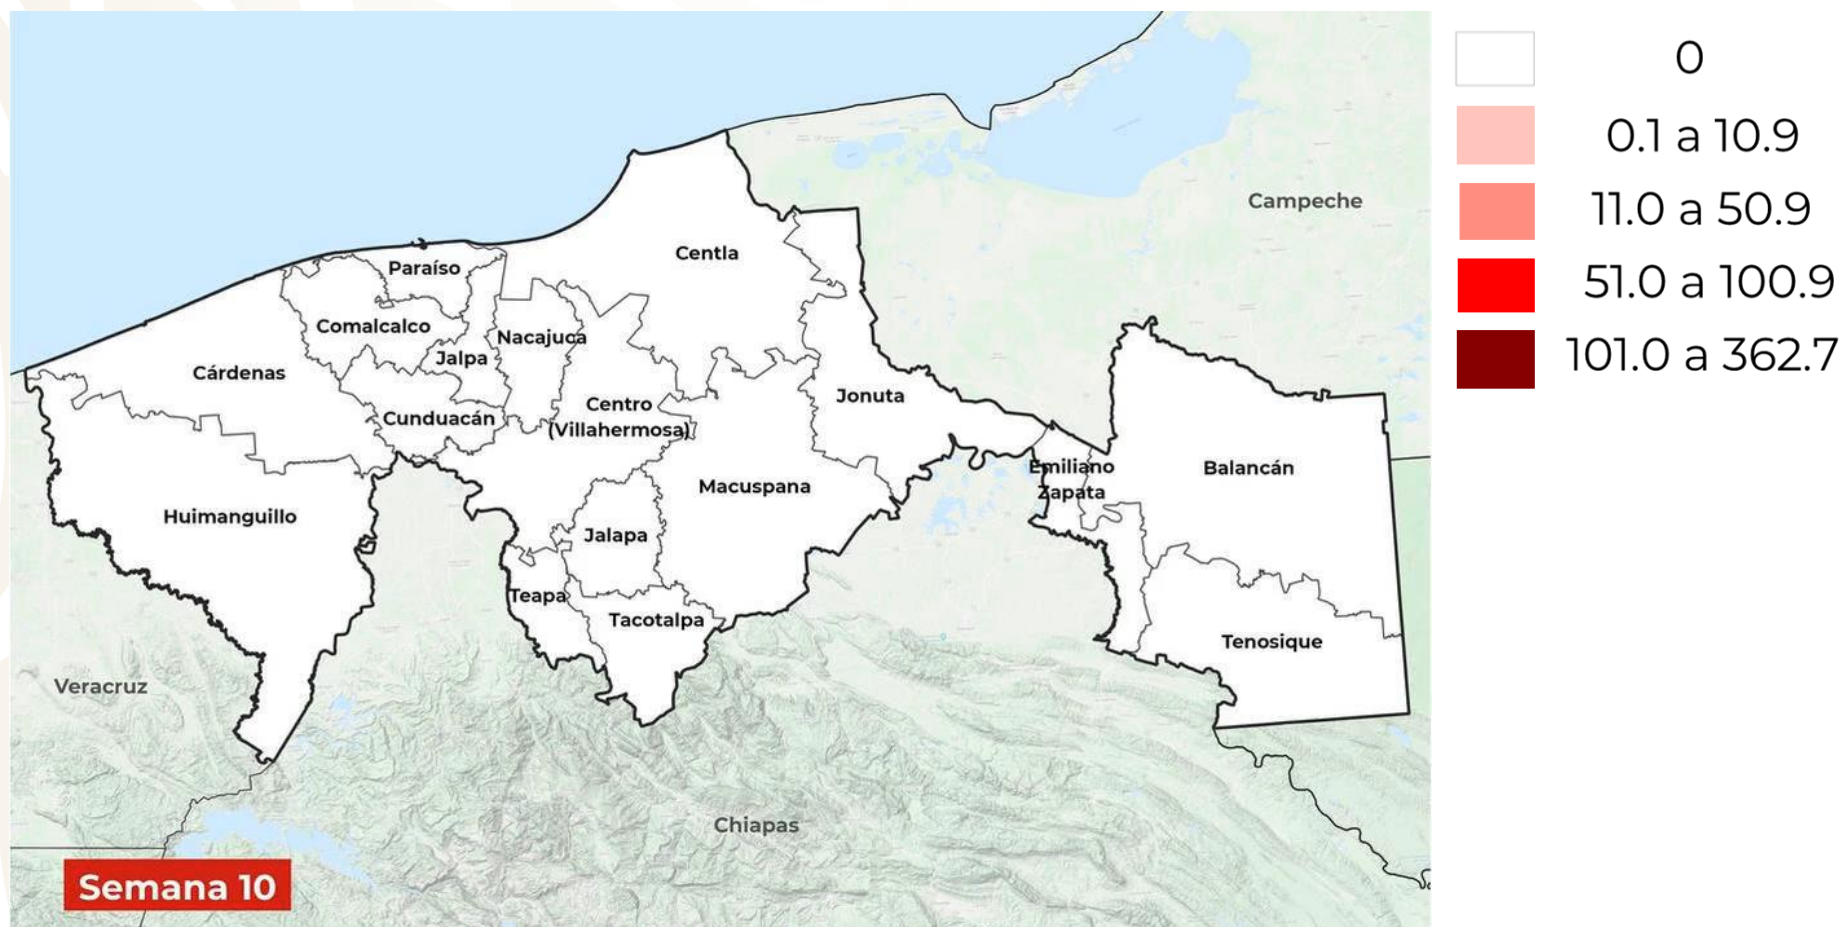 0
0.1 a 10.9
11.0 a 50.9
51.0 a 100.9
101.0 a 362.7
Campeche
Centla
Paraíso
Comalcalco
Nacajuca
Jalpa
Cárdenas
Jonuta
Centro
(Villahermosa)
Cunduacán
Emiliano
Zapata
Balancán
Macuspana
Huimanguillo
Jalapa
Teapa
Tacotalpa
Tenosique
Veracruz
Chiapas
Semana 10